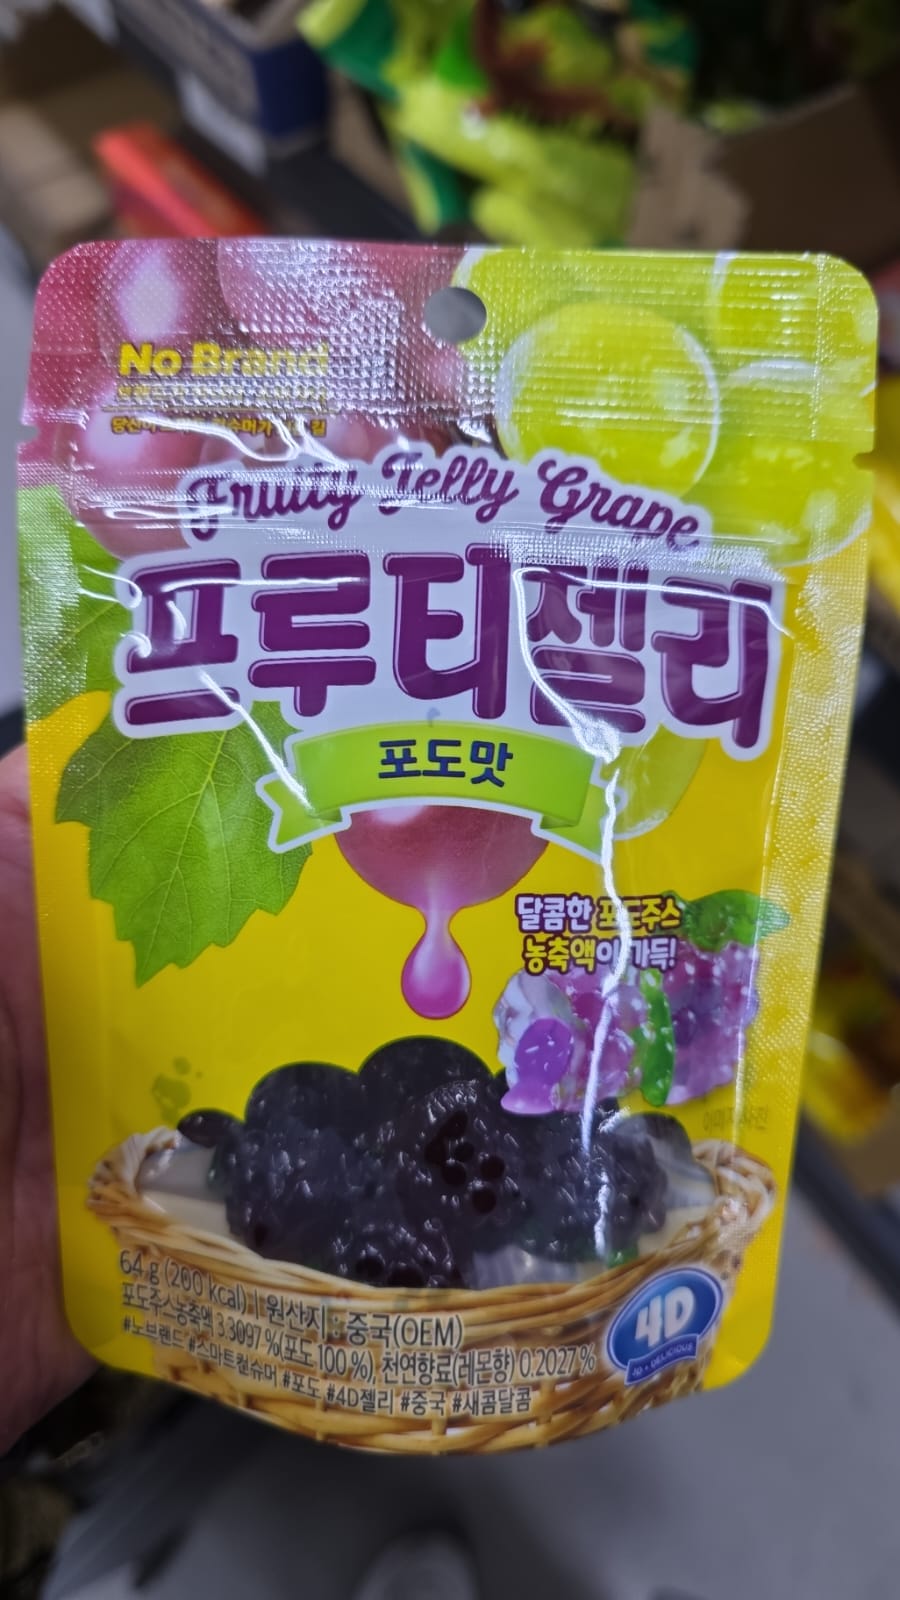 No Brand
Fruity Jelly Grape
프루티젤리
포도맛
달콤한 포도주스
농축액이 가득!
64 g (200 kcal) | 원산지 : 중국(OEM)
포도주스농축액 3.3097 %(포도 100 %), 천연향료(레몬향) 0.2027 %
#노브랜드 #스마트컨슈머 #포도 #4D젤리 #중국 #새콤달콤
4D